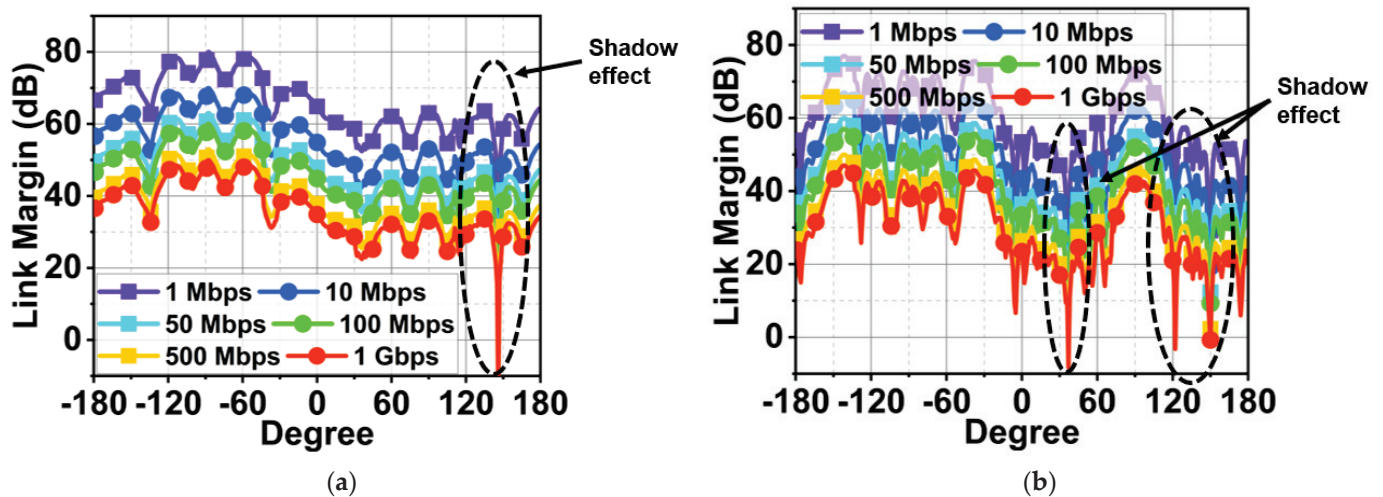 Link Margin (dB)
80
60
40
20
0
1 Mbps 10 Mbps
50 Mbps 100 Mbps
500 Mbps 1 Gbps
-180 -120 -60 0 60 120 180
Degree
Shadow
effect
(a)
Link Margin (dB)
80
60
40
20
0
1 Mbps 10 Mbps
50 Mbps 100 Mbps
500 Mbps 1 Gbps
-180 -120 -60 0 60 120 180
Degree
Shadow
effect
(b)